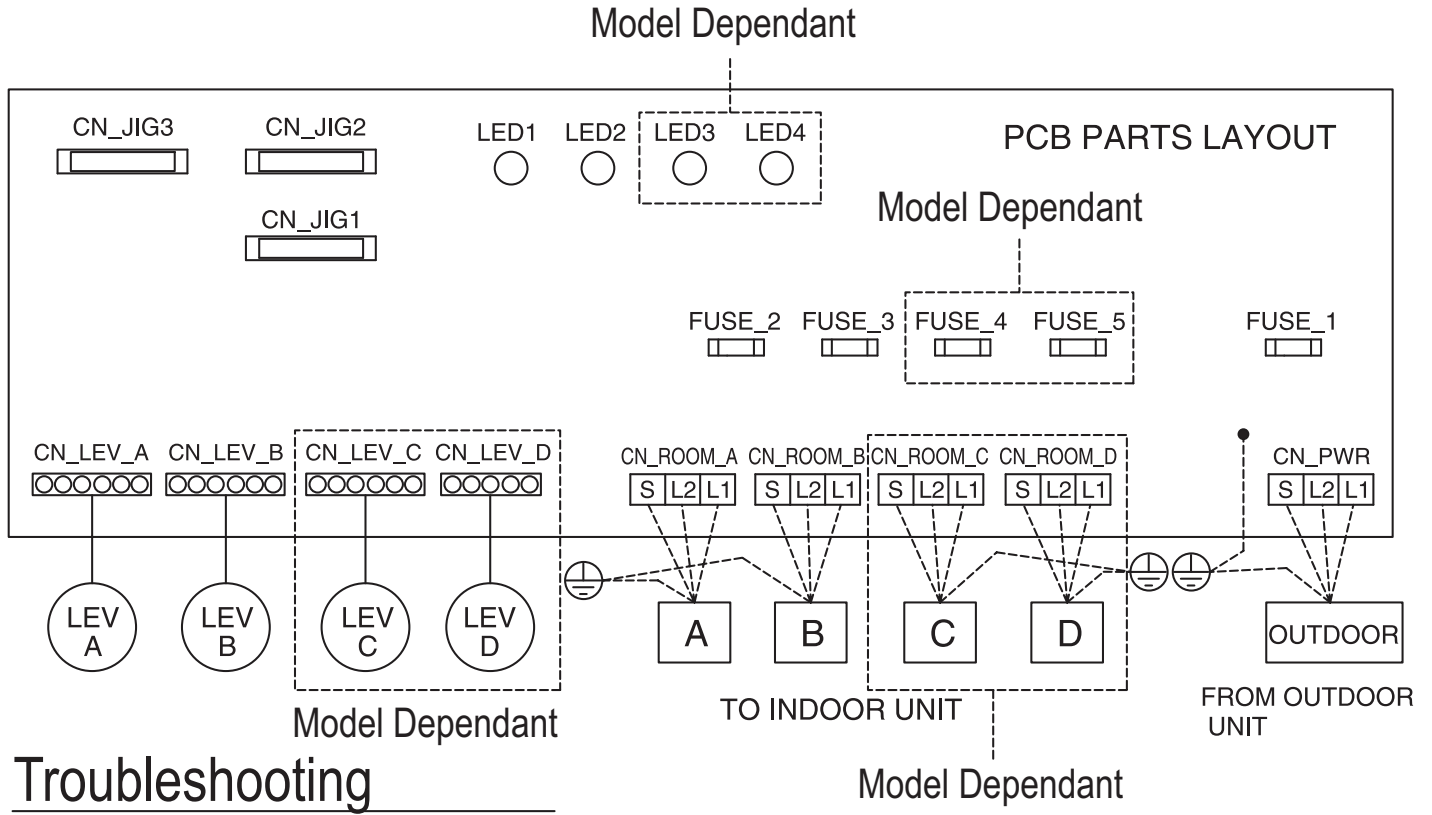 Model Dependant
CN_JIG3 CN_JIG2 LED1 LED2 LED3 LED4 PCB PARTS LAYOUT
CN_JIG1 Model Dependant
FUSE_2 FUSE_3 FUSE_4 FUSE_5 FUSE_1
CN_LEV_A CN_LEV_B CN_LEV_C CN_LEV_D CN_ROOM_A CN_ROOM_B CN_ROOM_C CN_ROOM_D CN_PWR
S L2 L1 S L2 L1 S L2 L1 S L2 L1 S L2 L1
LEV LEV LEV LEV
A B C D
A B C D OUTDOOR
TO INDOOR UNIT
FROM OUTDOOR
UNIT
Model Dependant
Troubleshooting
Model Dependant